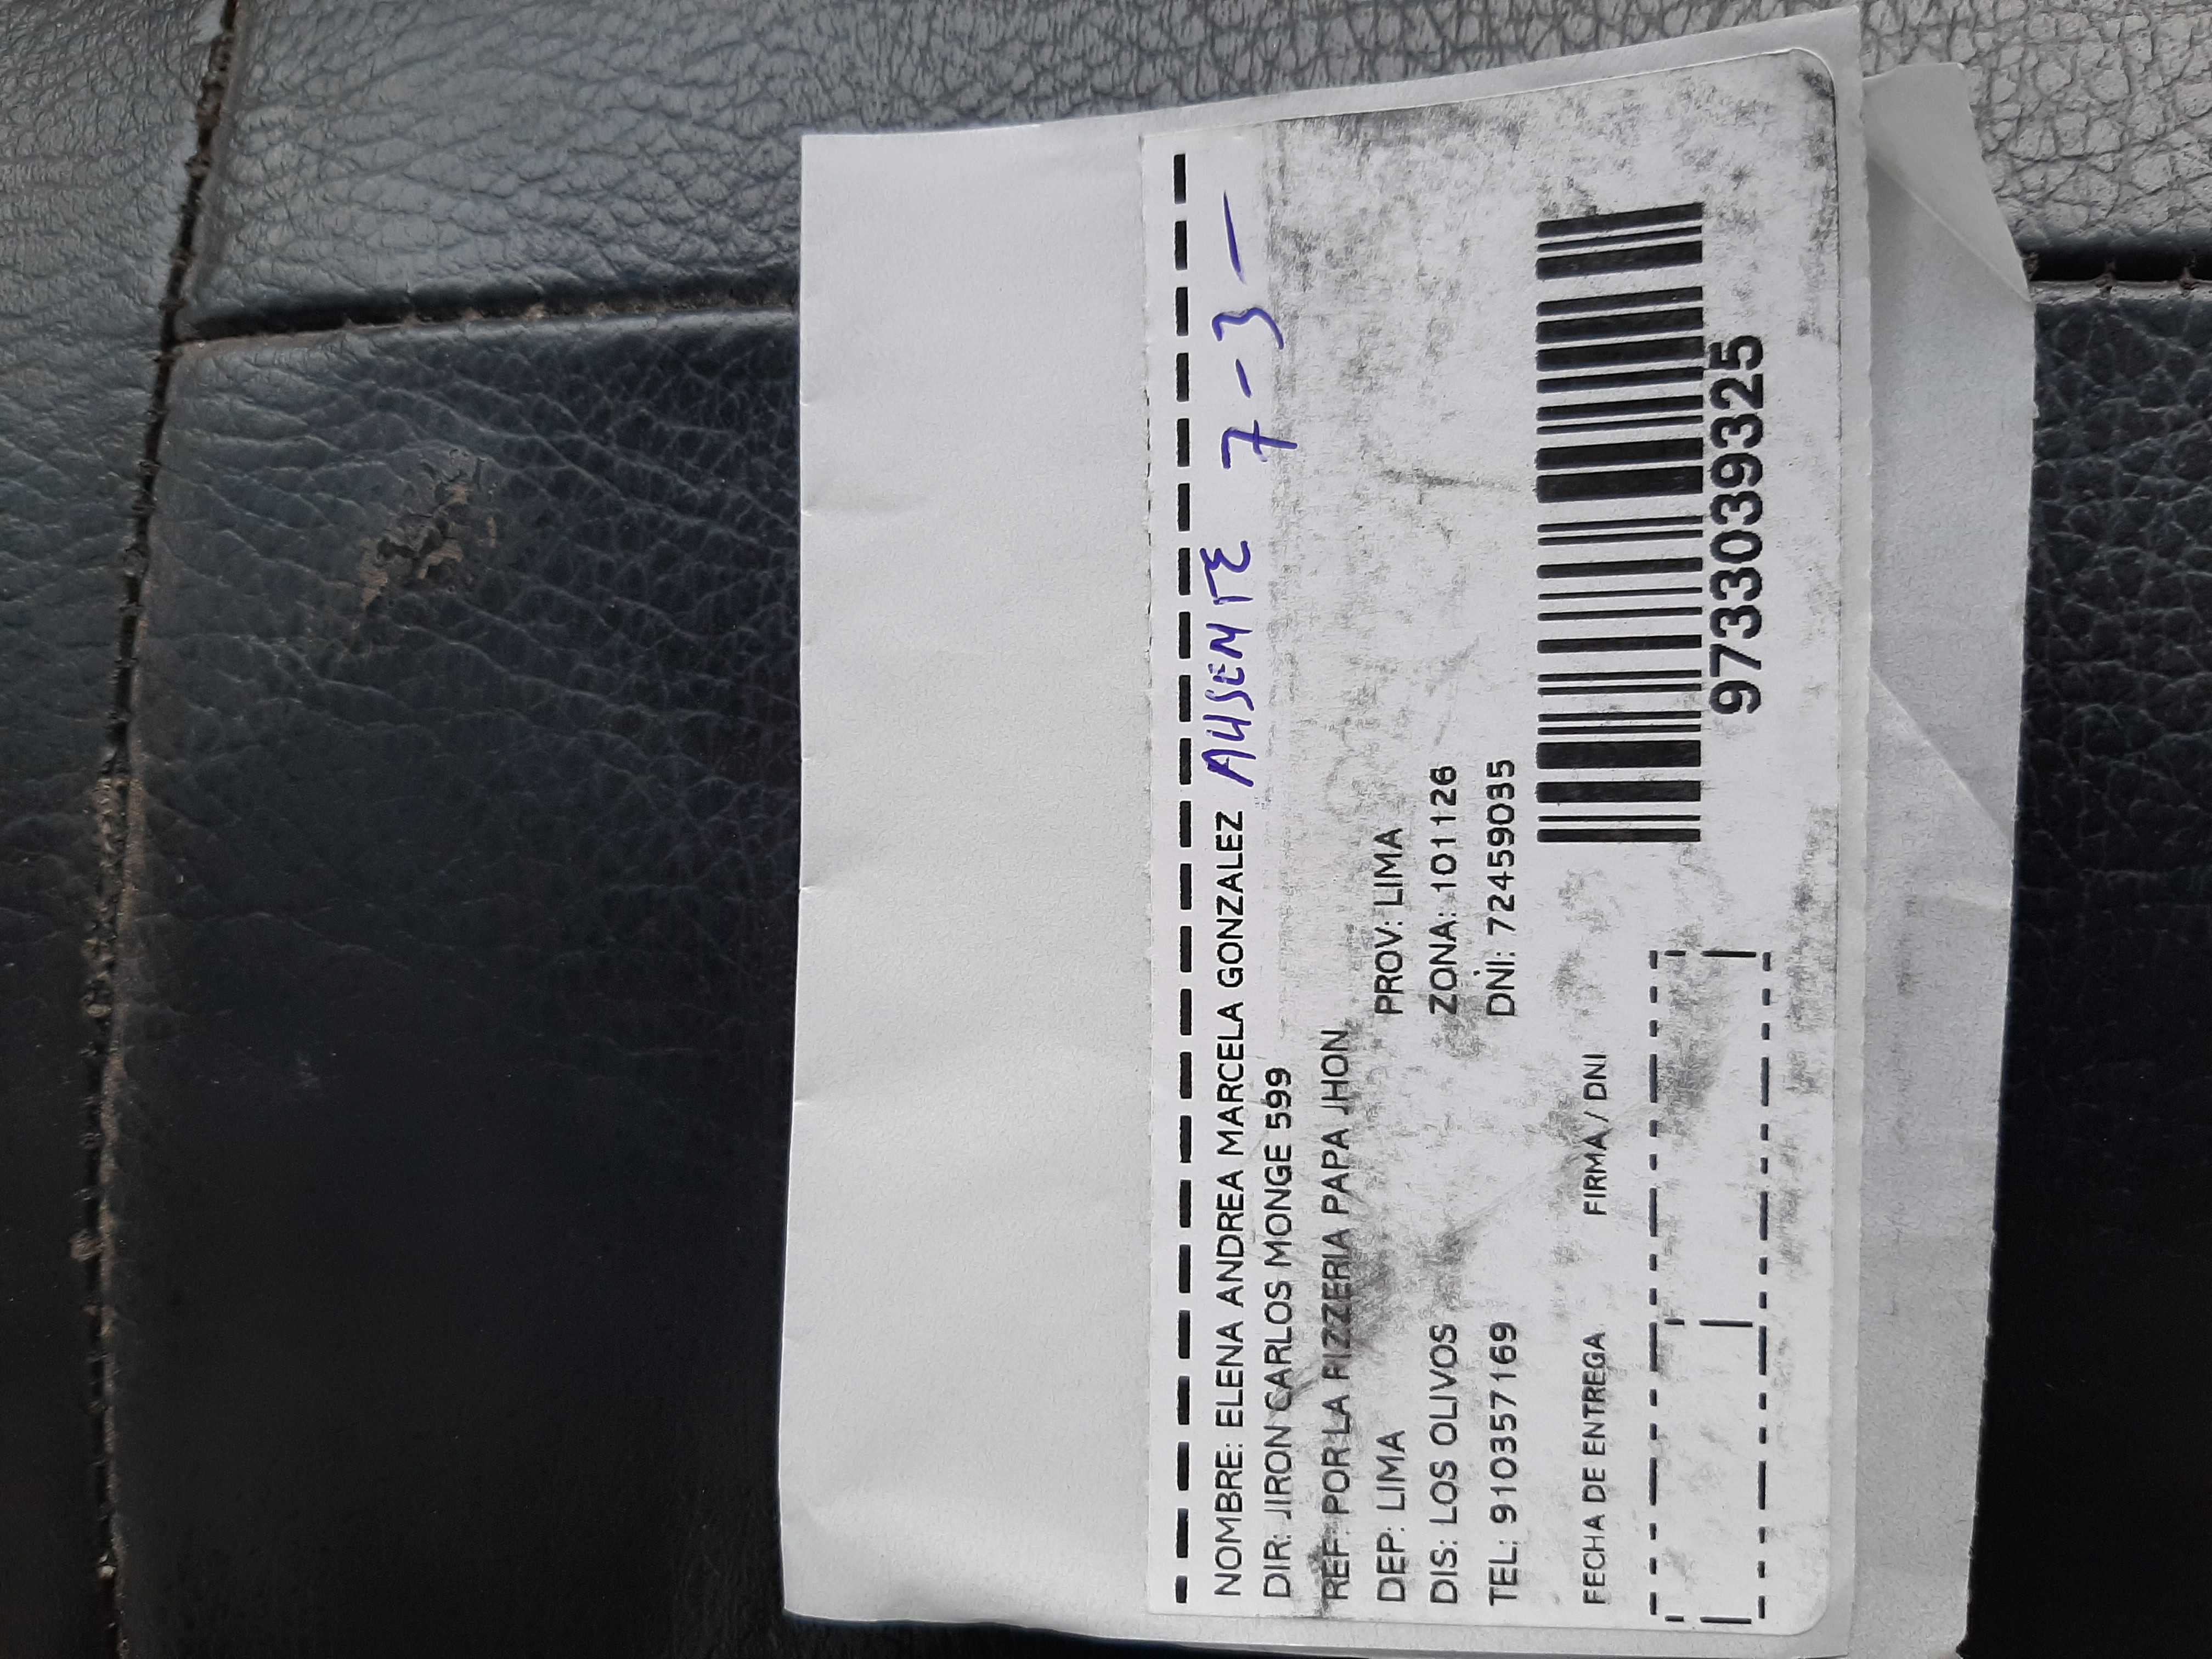 NOMBRE: ELENA ANDREA MARCELA GONZALEZ AUSENTE 7-3-
DIR: JIRON CARLOS MONGE 599
REF: POR LA PIZZERIA PAPA JHON
DEP: LIMA PROV: LIMA
DIS: LOS OLIVOS ZONA: 1011126
TEL: 910357169 DNI: 72459035
FECHA DE ENTREGA FIRMA / DNI
9733039325